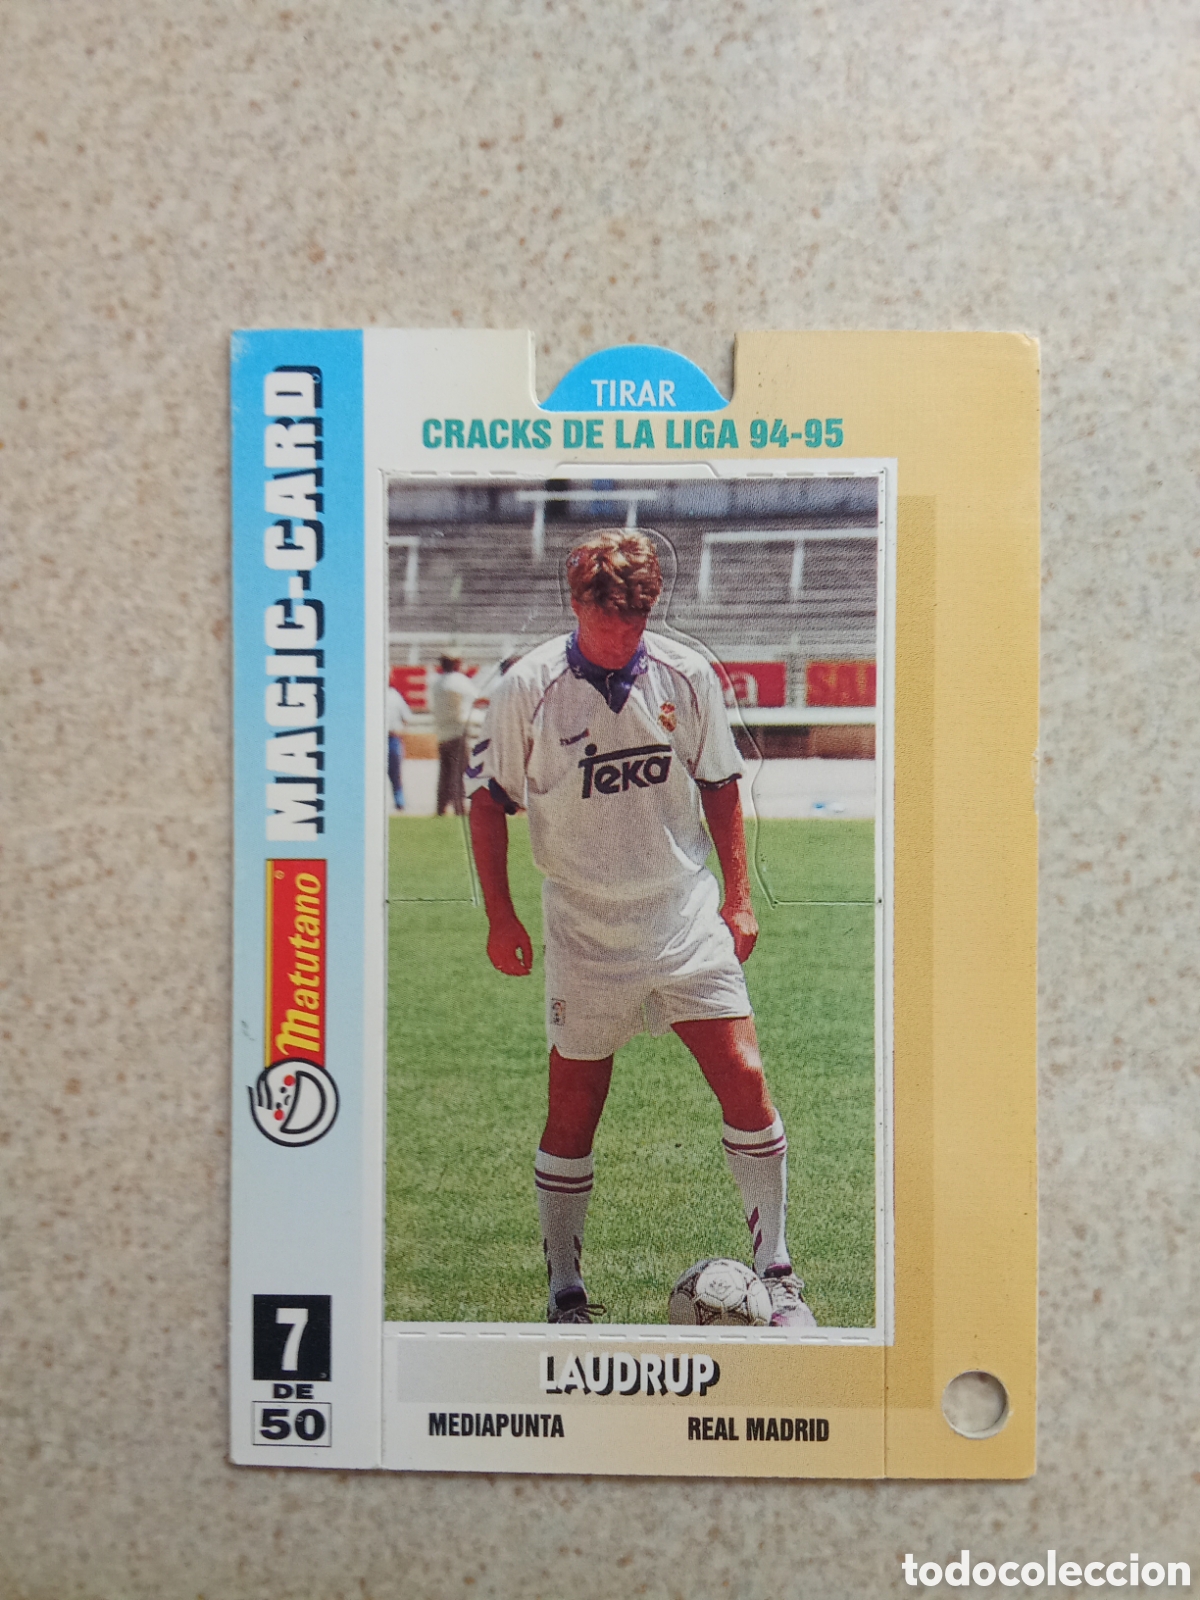 TIRAR
CRACKS DE LA LIGA 94-95
MAGIC-CARD
Matutano
Teka
7
DE
50
LAUDRUP
MEDIAPUNTA REAL MADRID
todocoleccion